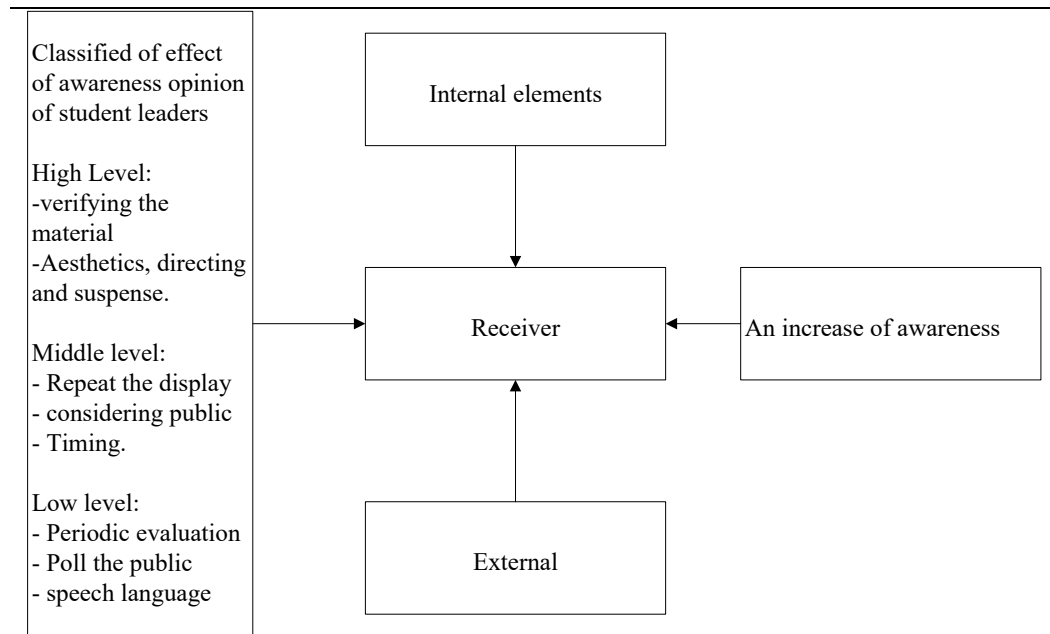 Classified of effect
of awareness opinion
of student leaders
High Level:
-verifying the
material
-Aesthetics, directing
and suspense.
Middle level:
- Repeat the display
- considering public
- Timing.
Low level:
- Periodic evaluation
- Poll the public
- speech language
Internal elements
Receiver
An increase of awareness
External